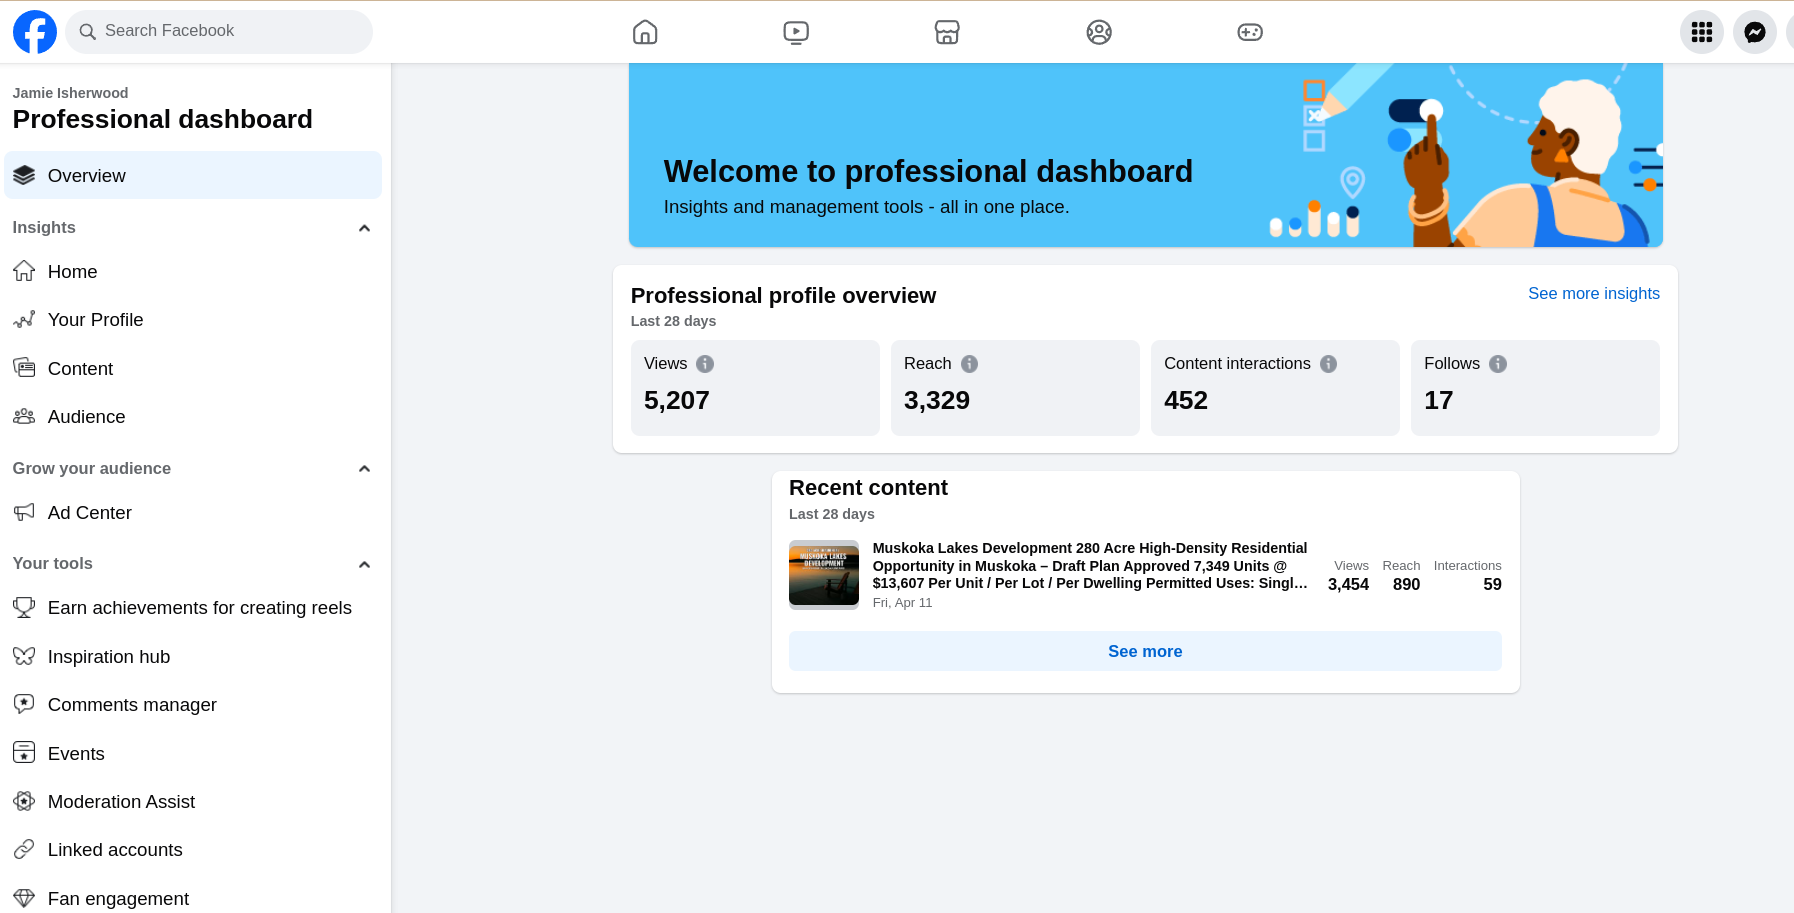 Search Facebook
Jamie Isherwood
Professional dashboard
Overview
Insights
Home
Your Profile
Content
Audience
Grow your audience
Ad Center
Your tools
Earn achievements for creating reels
Inspiration hub
Comments manager
Events
Moderation Assist
Linked accounts
Fan engagement
Welcome to professional dashboard
Insights and management tools - all in one place.
Professional profile overview
See more insights
Last 28 days
Views
5,207
Reach
3,329
Content interactions
452
Follows
17
Recent content
Last 28 days
MUSKOKA LAKES
DEVELOPMENT
Muskoka Lakes Development 280 Acre High-Density Residential
Opportunity in Muskoka – Draft Plan Approved 7,349 Units @
$13,607 Per Unit / Per Lot / Per Dwelling Permitted Uses: Singl...
Fri, Apr 11
Views
3,454
Reach
890
Interactions
59
See more